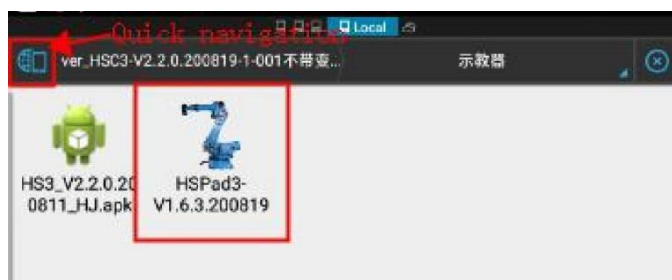 Quick navigation
Local
ver_HSC3-V2.2.0.200819-1-001不带变...
示教器
HS3_V2.2.0.20
0811_HJ.apk
HSPad3-
V1.6.3.200819